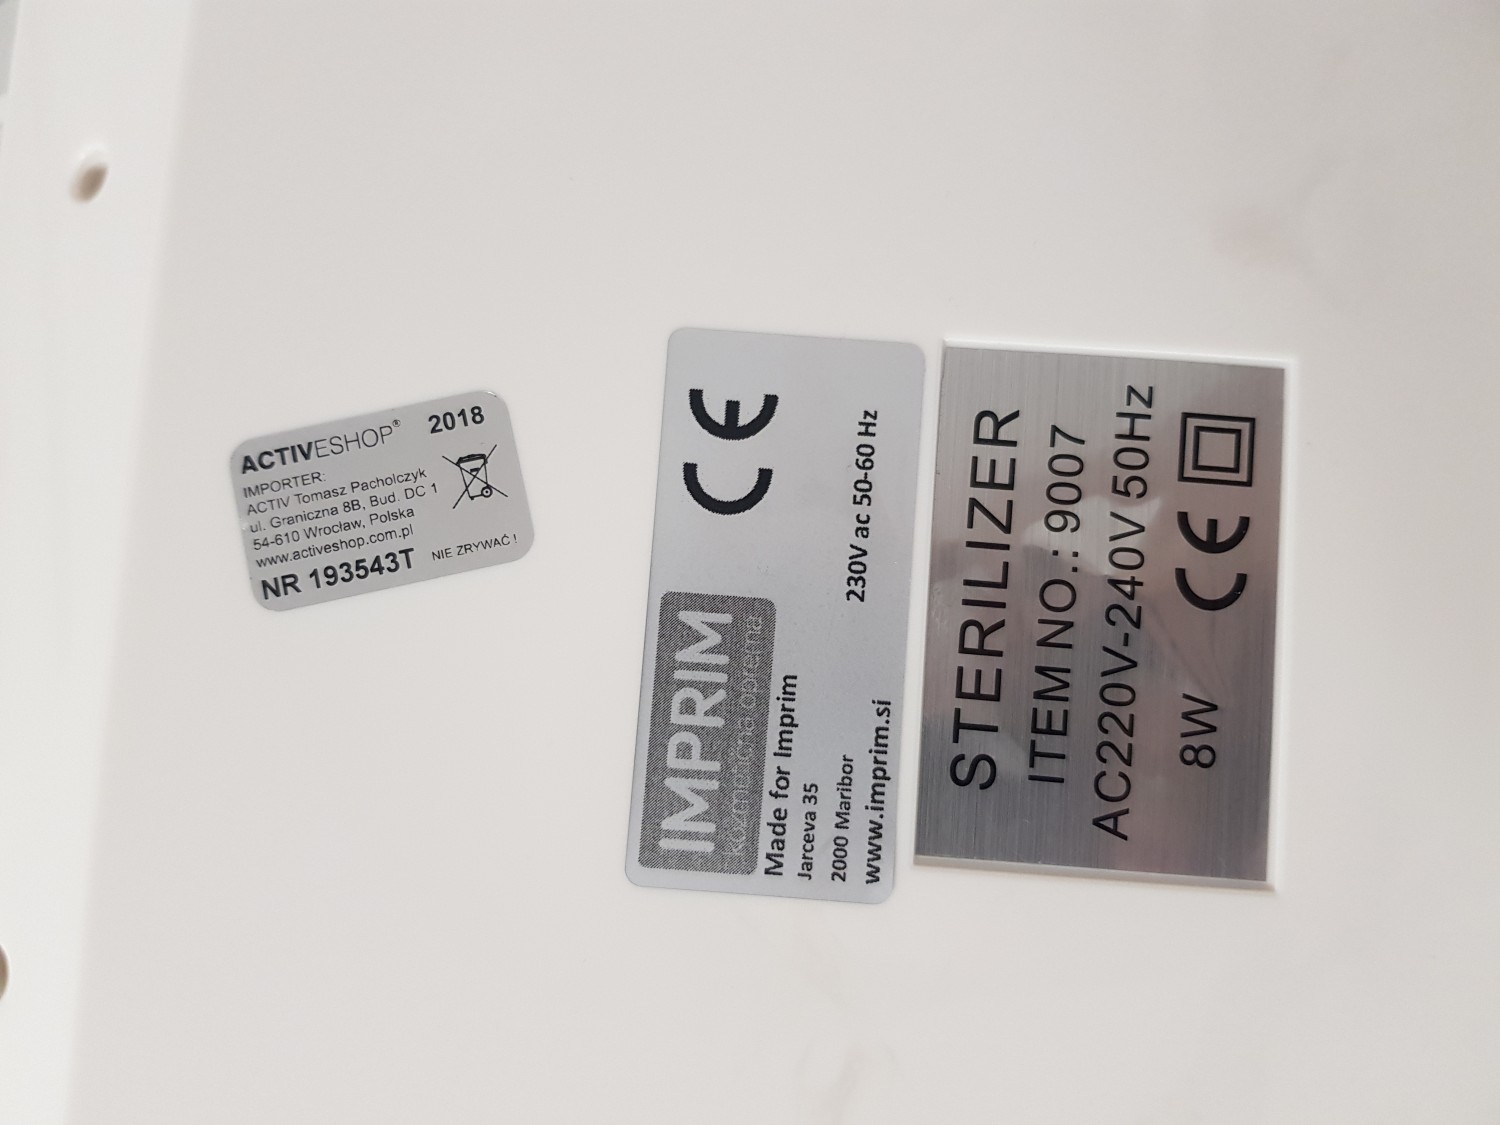 ACTIVESHOP® 2018
IMPORTER:
ACTIV Tomasz Pacholczyk
ul. Graniczna 8B, Bud. DC 1
54-610 Wrocław, Polska
www.activeshop.com.pl
NR 193543T NIE ZRYWAĆ !
IMPRIM CE
kozmetična oprema
Made for Imprim
Jarceva 35
2000 Maribor
www.imprim.si 230V ac 50-60 Hz
STERILIZER
ITEM NO.: 9007
AC220V-240V 50Hz
8W CE